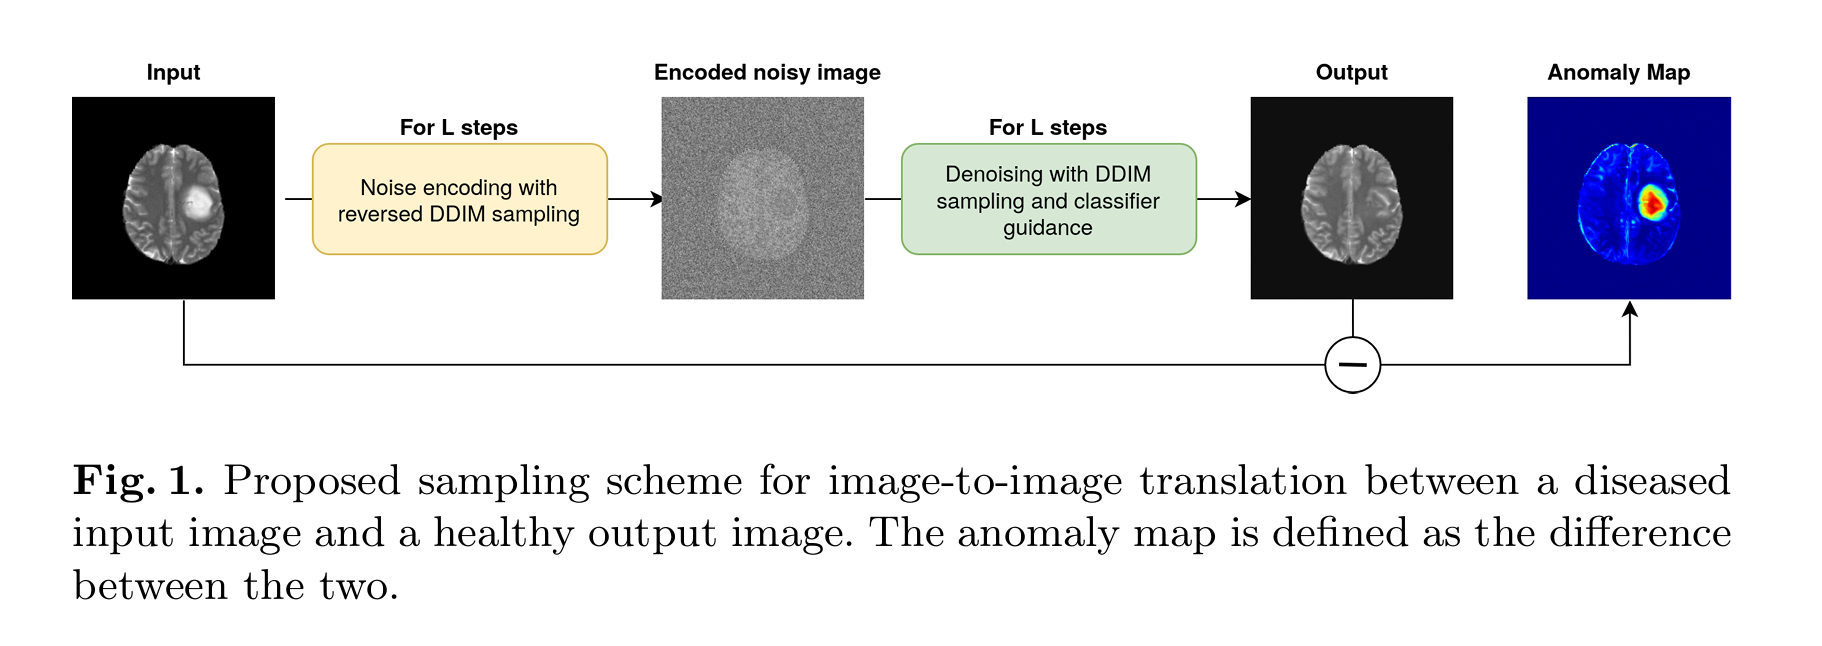 Input
Encoded noisy image
Output
Anomaly Map
For L steps
Noise encoding with
reversed DDIM sampling
For L steps
Denoising with DDIM
sampling and classifier
guidance
Fig. 1. Proposed sampling scheme for image-to-image translation between a diseased
input image and a healthy output image. The anomaly map is defined as the difference
between the two.